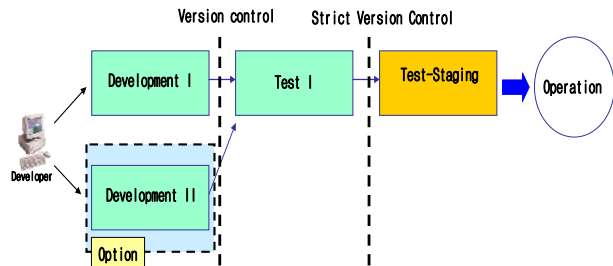 Version control
Strict Version Control
Development I
Test I
Test-Staging
Operation
Developer
Development II
Option